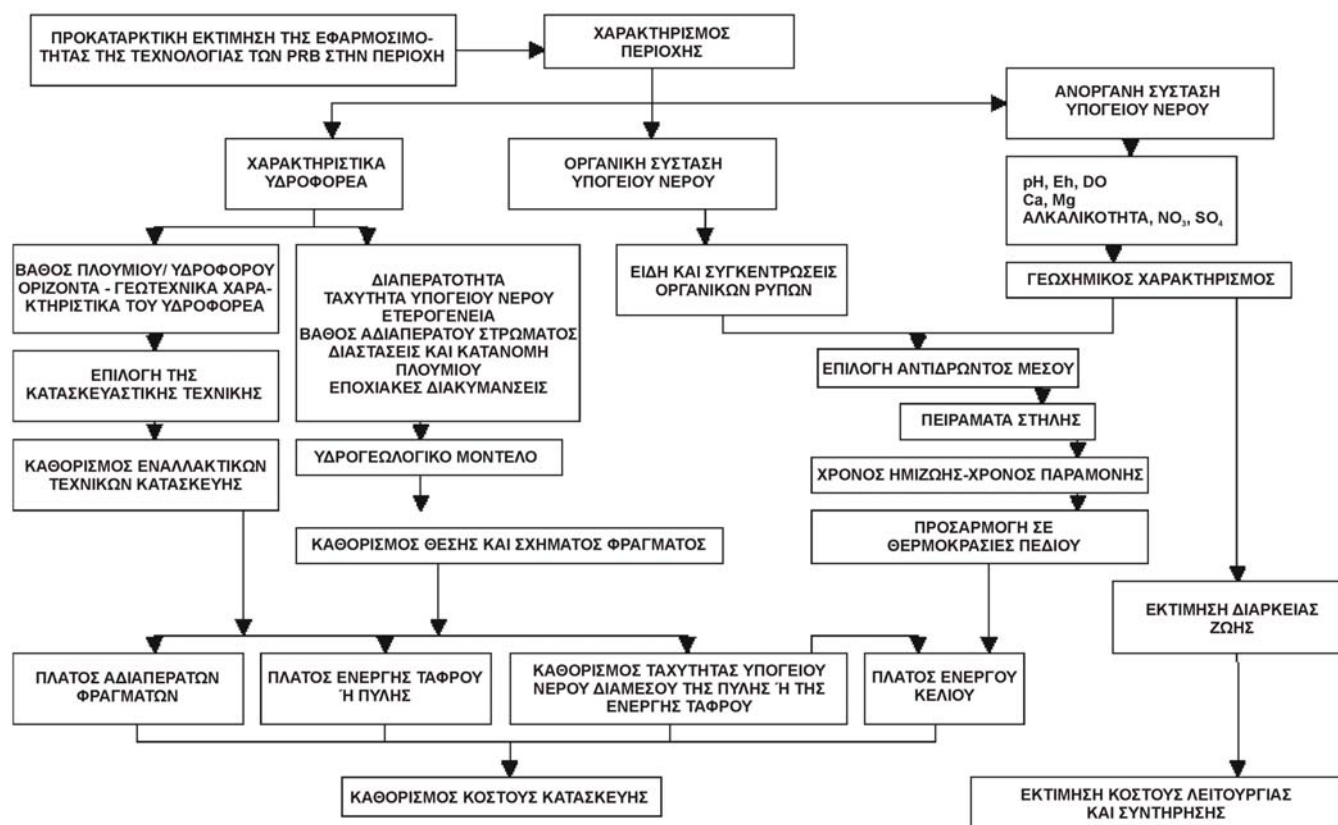 ΠΡΟΚΑΤΑΡΚΤΙΚΗ ΕΚΤΙΜΗΣΗ ΤΗΣ ΕΦΑΡΜΟΣΙΜΟ-
ΤΗΤΑΣ ΤΗΣ ΤΕΧΝΟΛΟΓΙΑΣ ΤΩΝ PRB ΣΤΗΝ ΠΕΡΙΟΧΗ
ΧΑΡΑΚΤΗΡΙΣΜΟΣ
ΠΕΡΙΟΧΗΣ
ΑΝΟΡΓΑΝΗ ΣΥΣΤΑΣΗ
ΥΠΟΓΕΙΟΥ ΝΕΡΟΥ
ΧΑΡΑΚΤΗΡΙΣΤΙΚΑ
ΥΔΡΟΦΟΡΕΑ
ΟΡΓΑΝΙΚΗ ΣΥΣΤΑΣΗ
ΥΠΟΓΕΙΟΥ ΝΕΡΟΥ
pH, Eh, DO
Ca, Mg
ΑΛΚΑΛΙΚΟΤΗΤΑ, NO₃, SO₄
ΒΑΘΟΣ ΠΛΟΥΜΙΟΥ/ ΥΔΡΟΦΟΡΟΥ
ΟΡΙΖΟΝΤΑ - ΓΕΩΤΕΧΝΙΚΑ ΧΑΡΑ-
ΚΤΗΡΙΣΤΙΚΑ ΤΟΥ ΥΔΡΟΦΟΡΕΑ
ΔΙΑΠΕΡΑΤΟΤΗΤΑ
ΤΑΧΥΤΗΤΑ ΥΠΟΓΕΙΟΥ ΝΕΡΟΥ
ΕΤΕΡΟΓΕΝΕΙΑ
ΒΑΘΟΣ ΑΔΙΑΠΕΡΑΤΟΥ ΣΤΡΩΜΑΤΟΣ
ΔΙΑΣΤΑΣΕΙΣ ΚΑΙ ΚΑΤΑΝΟΜΗ
ΠΛΟΥΜΙΟΥ
ΕΠΟΧΙΑΚΕΣ ΔΙΑΚΥΜΑΝΣΕΙΣ
ΕΙΔΗ ΚΑΙ ΣΥΓΚΕΝΤΡΩΣΕΙΣ
ΟΡΓΑΝΙΚΩΝ ΡΥΠΩΝ
ΓΕΩΧΗΜΙΚΟΣ ΧΑΡΑΚΤΗΡΙΣΜΟΣ
ΕΠΙΛΟΓΗ ΤΗΣ
ΚΑΤΑΣΚΕΥΑΣΤΙΚΗΣ ΤΕΧΝΙΚΗΣ
ΕΠΙΛΟΓΗ ΑΝΤΙΔΡΩΝΤΟΣ ΜΕΣΟΥ
ΠΕΙΡΑΜΑΤΑ ΣΤΗΛΗΣ
ΚΑΘΟΡΙΣΜΟΣ ΕΝΑΛΛΑΚΤΙΚΩΝ
ΤΕΧΝΙΚΩΝ ΚΑΤΑΣΚΕΥΗΣ
ΥΔΡΟΓΕΩΛΟΓΙΚΟ ΜΟΝΤΕΛΟ
ΧΡΟΝΟΣ ΗΜΙΖΩΗΣ-ΧΡΟΝΟΣ ΠΑΡΑΜΟΝΗΣ
ΚΑΘΟΡΙΣΜΟΣ ΘΕΣΗΣ ΚΑΙ ΣΧΗΜΑΤΟΣ ΦΡΑΓΜΑΤΟΣ
ΠΡΟΣΑΡΜΟΓΗ ΣΕ
ΘΕΡΜΟΚΡΑΣΙΕΣ ΠΕΔΙΟΥ
ΕΚΤΙΜΗΣΗ ΔΙΑΡΚΕΙΑΣ
ΖΩΗΣ
ΠΛΑΤΟΣ ΑΔΙΑΠΕΡΑΤΩΝ
ΦΡΑΓΜΑΤΩΝ
ΠΛΑΤΟΣ ΕΝΕΡΓΗΣ ΤΑΦΡΟΥ
Ή ΠΥΛΗΣ
ΚΑΘΟΡΙΣΜΟΣ ΤΑΧΥΤΗΤΑΣ ΥΠΟΓΕΙΟΥ
ΝΕΡΟΥ ΔΙΑΜΕΣΟΥ ΤΗΣ ΠΥΛΗΣ Ή ΤΗΣ
ΕΝΕΡΓΗΣ ΤΑΦΡΟΥ
ΠΛΑΤΟΣ ΕΝΕΡΓΟΥ
ΚΕΛΙΟΥ
ΚΑΘΟΡΙΣΜΟΣ ΚΟΣΤΟΥΣ ΚΑΤΑΣΚΕΥΗΣ
ΕΚΤΙΜΗΣΗ ΚΟΣΤΟΥΣ ΛΕΙΤΟΥΡΓΙΑΣ
ΚΑΙ ΣΥΝΤΗΡΗΣΗΣ